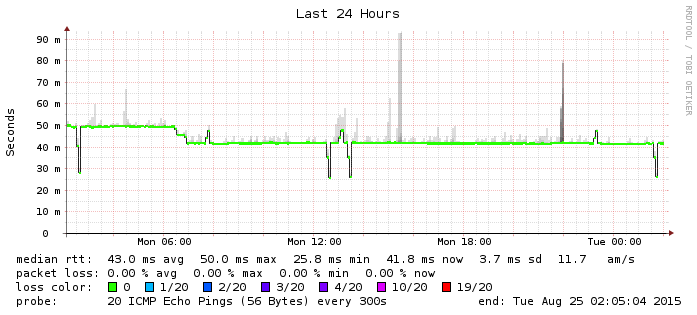 Last 24 Hours
RRDTOOL / TOBI OETIKER
Seconds
90 m
80 m
70 m
60 m
50 m
40 m
30 m
20 m
10 m
0
Mon 06:00 Mon 12:00 Mon 18:00 Tue 00:00
median rtt: 43.0 ms avg 50.0 ms max 25.8 ms min 41.8 ms now 3.7 ms sd 11.7 am/s
packet loss: 0.00 % avg 0.00 % max 0.00 % min 0.00 % now
loss color: 0 1/20 2/20 3/20 4/20 10/20 19/20
probe: 20 ICMP Echo Pings (56 Bytes) every 300s end: Tue Aug 25 02:05:04 2015